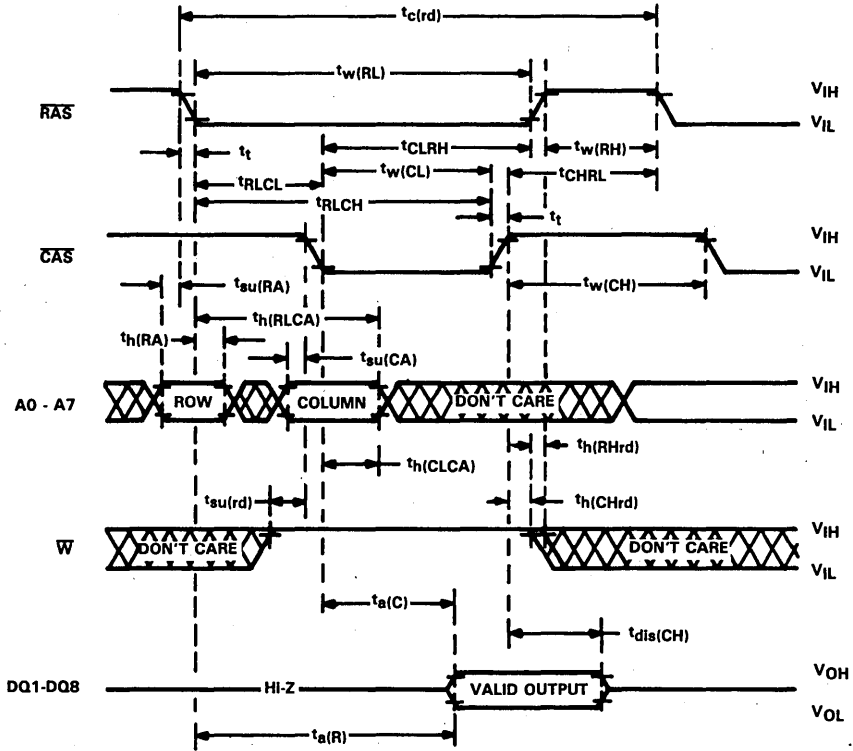 tc(rd)
tw(RL)
VIH
RAS
VIL
tCLRH
tw(RH)
tt
tw(CL)
tCHRL
tRLCL
tRLCH
tt
VIH
CAS
VIL
tsu(RA)
tw(CH)
th(RLCA)
th(RA)
tsu(CA)
VIH
A0 - A7
ROW
COLUMN
DON'T CARE
VIL
th(RHrd)
th(CLCA)
tsu(rd)
th(CHrd)
VIH
W
DON'T CARE
DON'T CARE
VIL
ta(C)
tdis(CH)
VOH
DQ1-DQ8
HI-Z
VALID OUTPUT
VOL
ta(R)